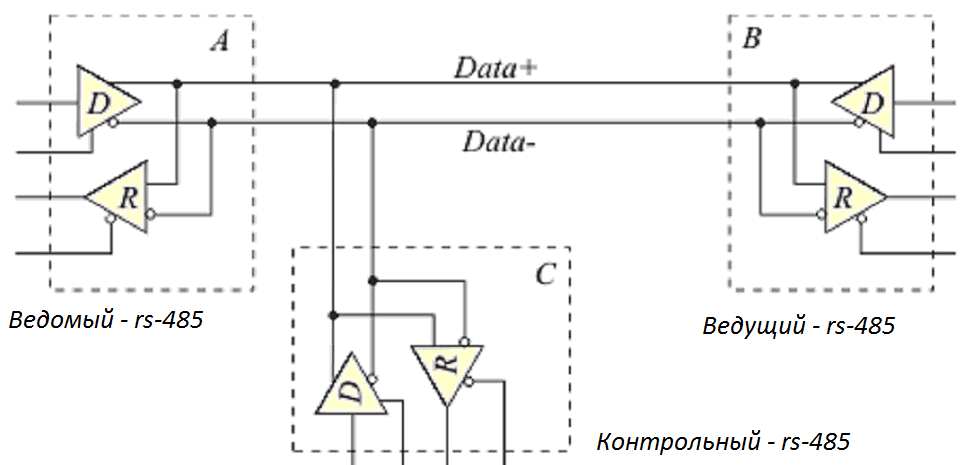 A
B
Data+
D
D
Data-
R
R
C
Ведомый - rs-485
Ведущий - rs-485
R
D
Контрольный - rs-485